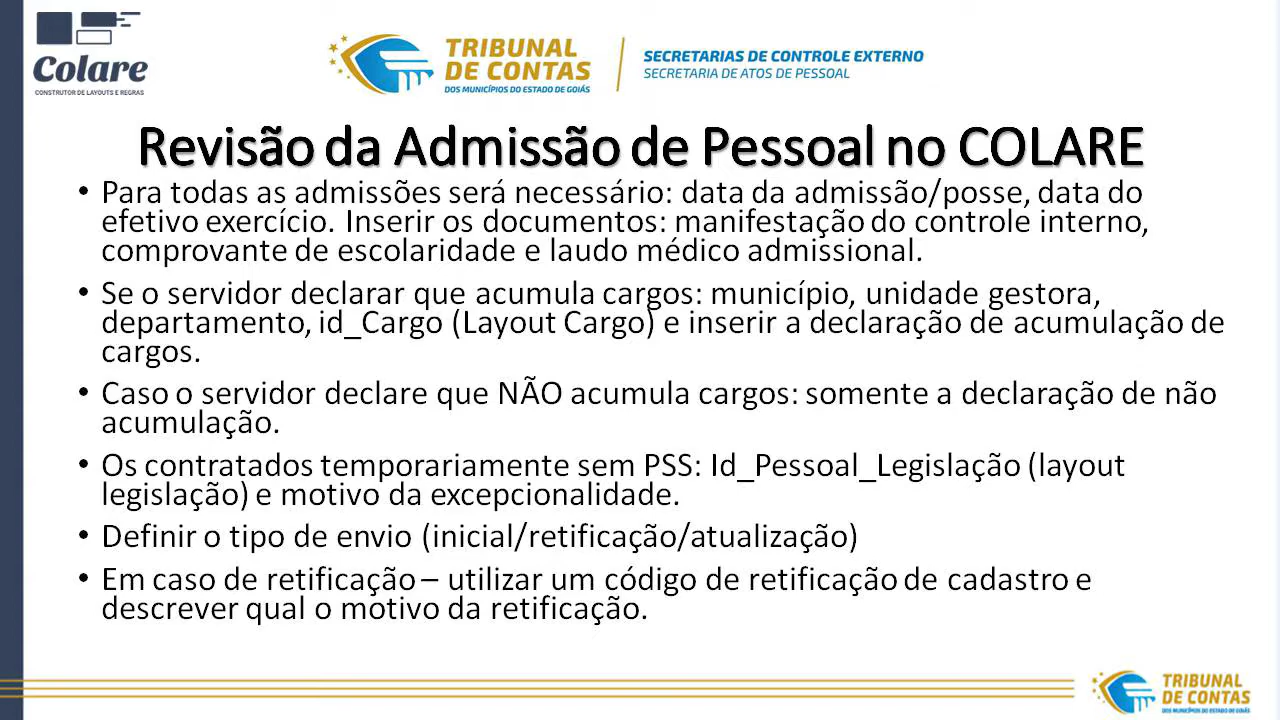 Colare
CONSTRUTOR DE LAYOUTS E REGRAS
TRIBUNAL
DE CONTAS
DOS MUNICÍPIOS DO ESTADO DE GOIÁS
SECRETARIAS DE CONTROLE EXTERNO
SECRETARIA DE ATOS DE PESSOAL
Revisão da Admissão de Pessoal no COLARE
• Para todas as admissões será necessário: data da admissão/posse, data do
efetivo exercício. Inserir os documentos: manifestação do controle interno,
comprovante de escolaridade e laudo médico admissional.
• Se o servidor declarar que acumula cargos: município, unidade gestora,
departamento, id_Cargo (Layout Cargo) e inserir a declaração de acumulação de
cargos.
• Caso o servidor declare que NÃO acumula cargos: somente a declaração de não
acumulação.
• Os contratados temporariamente sem PSS: Id_Pessoal_Legislação (layout
legislação) e motivo da excepcionalidade.
• Definir o tipo de envio (inicial/retificação/atualização)
• Em caso de retificação – utilizar um código de retificação de cadastro e
descrever qual o motivo da retificação.
TRIBUNAL
DE CONTAS
DOS MUNICÍPIOS DO ESTADO DE GOIÁS